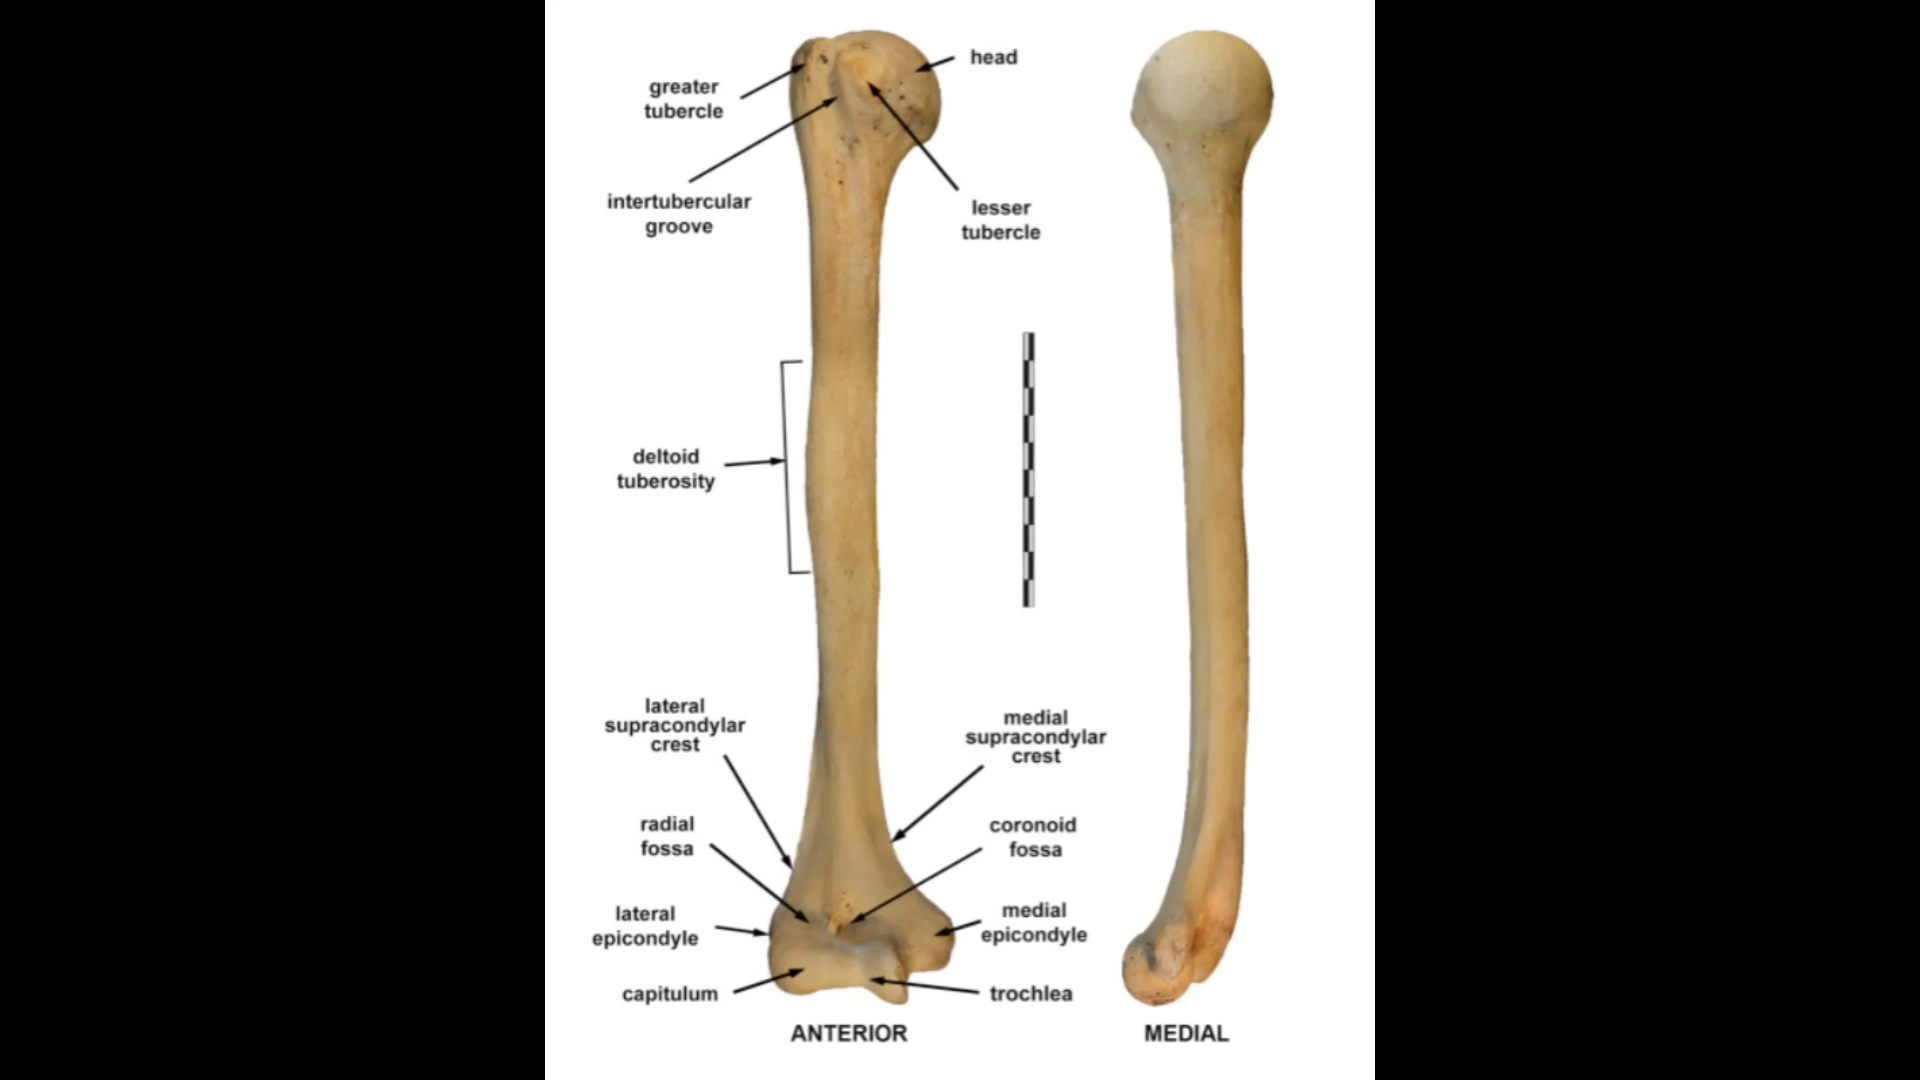 head
greater
tubercle
intertubercular
groove
lesser
tubercle
deltoid
tuberosity
lateral
supracondylar
crest
medial
supracondylar
crest
radial
fossa
coronoid
fossa
lateral
epicondyle
medial
epicondyle
capitulum
trochlea
ANTERIOR
MEDIAL